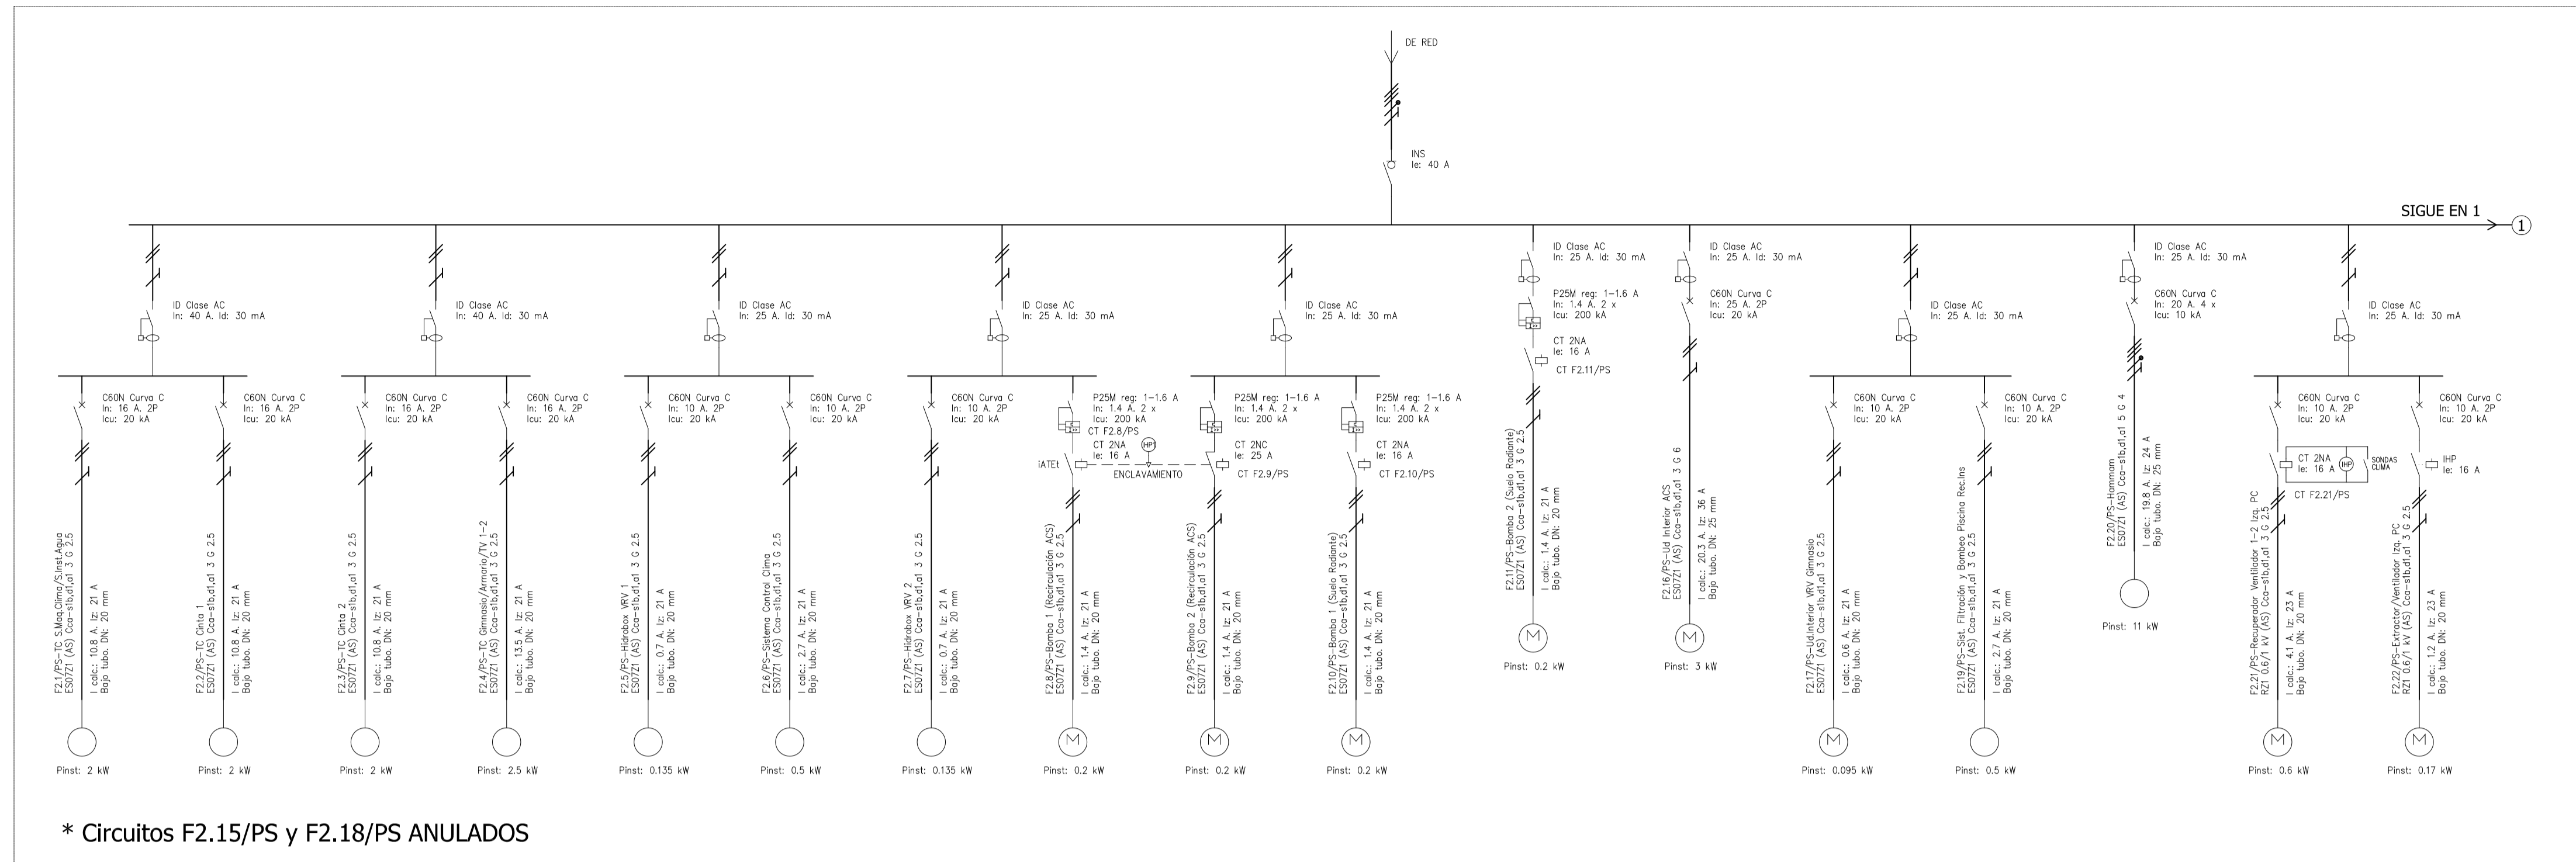 DE RED
INS
Ie: 40 A
SIGUE EN 1
1
ID Clase AC
In: 40 A. Id: 30 mA
C60N Curva C
In: 16 A. 2P
Icu: 20 kA
F2.1/PS-TC S.Maq.Clima/S.Inst.Agua
ES07Z1 (AS) Cca-s1b,d1,a1 3 G 2.5
I calc.: 10.8 A. Iz: 21 A
Bajo tubo. DN: 20 mm
Pinst: 2 kW
C60N Curva C
In: 16 A. 2P
Icu: 20 kA
F2.2/PS-TC Cinta 1
ES07Z1 (AS) Cca-s1b,d1,a1 3 G 2.5
I calc.: 10.8 A. Iz: 21 A
Bajo tubo. DN: 20 mm
Pinst: 2 kW
ID Clase AC
In: 40 A. Id: 30 mA
C60N Curva C
In: 16 A. 2P
Icu: 20 kA
F2.3/PS-TC Cinta 2
ES07Z1 (AS) Cca-s1b,d1,a1 3 G 2.5
I calc.: 10.8 A. Iz: 21 A
Bajo tubo. DN: 20 mm
Pinst: 2 kW
C60N Curva C
In: 16 A. 2P
Icu: 20 kA
F2.4/PS-TC Gimnasio/Armario/TV 1-2
ES07Z1 (AS) Cca-s1b,d1,a1 3 G 2.5
I calc.: 13.5 A. Iz: 21 A
Bajo tubo. DN: 20 mm
Pinst: 2.5 kW
ID Clase AC
In: 25 A. Id: 30 mA
C60N Curva C
In: 10 A. 2P
Icu: 20 kA
F2.5/PS-Hidrobox VRV 1
ES07Z1 (AS) Cca-s1b,d1,a1 3 G 2.5
I calc.: 0.7 A. Iz: 21 A
Bajo tubo. DN: 20 mm
Pinst: 0.135 kW
C60N Curva C
In: 10 A. 2P
Icu: 20 kA
F2.6/PS-Sistema Control Clima
ES07Z1 (AS) Cca-s1b,d1,a1 3 G 2.5
I calc.: 2.7 A. Iz: 21 A
Bajo tubo. DN: 20 mm
Pinst: 0.5 kW
ID Clase AC
In: 25 A. Id: 30 mA
C60N Curva C
In: 10 A. 2P
Icu: 20 kA
F2.7/PS-Hidrobox VRV 2
ES07Z1 (AS) Cca-s1b,d1,a1 3 G 2.5
I calc.: 0.7 A. Iz: 21 A
Bajo tubo. DN: 20 mm
Pinst: 0.135 kW
P25M reg: 1-1.6 A
In: 1.4 A. 2 x
Icu: 200 kA
CT F2.8/PS
CT 2NA
Ie: 16 A
iATEt
IHP1
ENCLAVAMIENTO
F2.8/PS-Bomba 1 (Recirculación ACS)
ES07Z1 (AS) Cca-s1b,d1,a1 3 G 2.5
I calc.: 1.4 A. Iz: 21 A
Bajo tubo. DN: 20 mm
M
Pinst: 0.2 kW
ID Clase AC
In: 25 A. Id: 30 mA
P25M reg: 1-1.6 A
In: 1.4 A. 2 x
Icu: 200 kA
CT 2NC
Ie: 25 A
CT F2.9/PS
F2.9/PS-Bomba 2 (Recirculación ACS)
ES07Z1 (AS) Cca-s1b,d1,a1 3 G 2.5
I calc.: 1.4 A. Iz: 21 A
Bajo tubo. DN: 20 mm
M
Pinst: 0.2 kW
P25M reg: 1-1.6 A
In: 1.4 A. 2 x
Icu: 200 kA
CT 2NA
Ie: 16 A
CT F2.10/PS
F2.10/PS-Bomba 1 (Suelo Radiante)
ES07Z1 (AS) Cca-s1b,d1,a1 3 G 2.5
I calc.: 1.4 A. Iz: 21 A
Bajo tubo. DN: 20 mm
M
Pinst: 0.2 kW
ID Clase AC
In: 25 A. Id: 30 mA
P25M reg: 1-1.6 A
In: 1.4 A. 2 x
Icu: 200 kA
CT 2NA
Ie: 16 A
CT F2.11/PS
F2.11/PS-Bomba 2 (Suelo Radiante)
ES07Z1 (AS) Cca-s1b,d1,a1 3 G 2.5
I calc.: 1.4 A. Iz: 21 A
Bajo tubo. DN: 20 mm
M
Pinst: 0.2 kW
ID Clase AC
In: 25 A. Id: 30 mA
C60N Curva C
In: 25 A. 2P
Icu: 20 kA
F2.16/PS-Ud Interior ACS
ES07Z1 (AS) Cca-s1b,d1,a1 3 G 6
I calc.: 20.3 A. Iz: 36 A
Bajo tubo. DN: 25 mm
M
Pinst: 3 kW
ID Clase AC
In: 25 A. Id: 30 mA
C60N Curva C
In: 10 A. 2P
Icu: 20 kA
F2.17/PS-Ud.Interior VRV Gimnasio
ES07Z1 (AS) Cca-s1b,d1,a1 3 G 2.5
I calc.: 0.6 A. Iz: 21 A
Bajo tubo. DN: 20 mm
M
Pinst: 0.095 kW
C60N Curva C
In: 10 A. 2P
Icu: 20 kA
F2.19/PS-Sist. Filtración y Bombeo Piscina Rec.Ins
ES07Z1 (AS) Cca-s1b,d1,a1 3 G 2.5
I calc.: 2.7 A. Iz: 21 A
Bajo tubo. DN: 20 mm
Pinst: 0.5 kW
ID Clase AC
In: 25 A. Id: 30 mA
C60N Curva C
In: 20 A. 4 x
Icu: 10 kA
F2.20/PS-Hammam
ES07Z1 (AS) Cca-s1b,d1,a1 5 G 4
I calc.: 19.8 A. Iz: 24 A
Bajo tubo. DN: 25 mm
Pinst: 11 kW
ID Clase AC
In: 25 A. Id: 30 mA
C60N Curva C
In: 10 A. 2P
Icu: 20 kA
CT 2NA
Ie: 16 A
IHP
SONDAS
CLIMA
CT F2.21/PS
F2.21/PS-Recuperador Ventilador 1-2 Izq. PC
RZ1 0.6/1 kV (AS) Cca-s1b,d1,a1 3 G 2.5
I calc.: 4.1 A. Iz: 23 A
Bajo tubo. DN: 20 mm
M
Pinst: 0.6 kW
C60N Curva C
In: 10 A. 2P
Icu: 20 kA
IHP
Ie: 16 A
F2.22/PS-Extractor/Ventilador Izq. PC
RZ1 0.6/1 kV (AS) Cca-s1b,d1,a1 3 G 2.5
I calc.: 1.2 A. Iz: 23 A
Bajo tubo. DN: 20 mm
M
Pinst: 0.17 kW
* Circuitos F2.15/PS y F2.18/PS ANULADOS